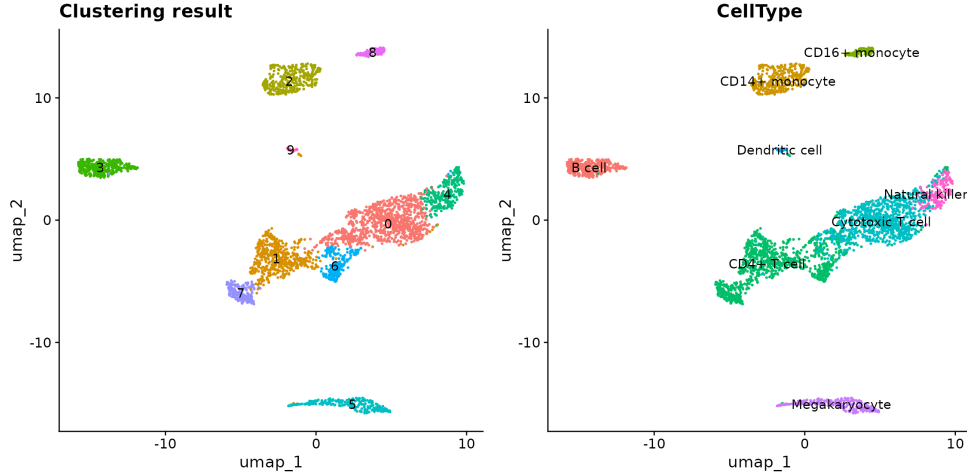 Clustering result
CellType
8
2
9
3
4
0
1
6
7
5
10
0
-10
-10
0
10
umap_1
umap_2
CD16+ monocyte
CD14+ monocyte
Dendritic cell
B cell
Natural killer
Cytotoxic T cell
CD4+ T cell
Megakaryocyte
10
0
-10
-10
0
10
umap_1
umap_2